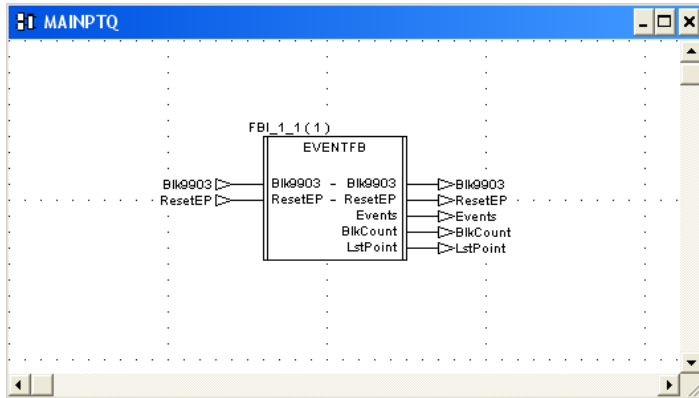 MAINPTQ
FBI_1_1(1)
EVENTFB
Blk9903 Blk9903 - Blk9903 Blk9903
ResetEP ResetEP - ResetEP ResetEP
Events Events
BlkCount BlkCount
LstPoint LstPoint